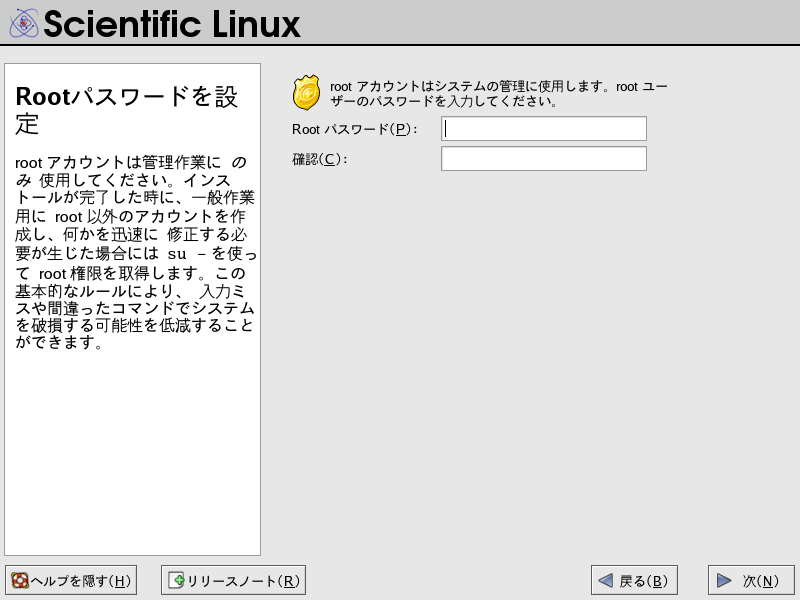 Scientific Linux
Rootパスワードを設
定
root アカウントは管理作業に の
み 使用してください。インス
トールが完了した時に、一般作業
用に root 以外のアカウントを作
成し、何かを迅速に 修正する必
要が生じた場合には su - を使っ
て root 権限を取得します。この
基本的なルールにより、 入力ミ
スや間違ったコマンドでシステム
を破損する可能性を低減すること
ができます。
root アカウントはシステムの管理に使用します。root ユー
ザーのパスワードを入力してください。
Root パスワード(P):
確認(C):
ヘルプを隠す(H)
リリースノート(R)
戻る(B)
次(N)